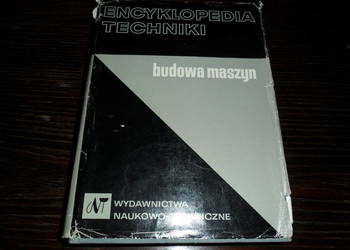 ENCYKLOPEDIA
TECHNIKI
budowa maszyn
WYDAWNICTWA
NAUKOWO-TECHNICZNE